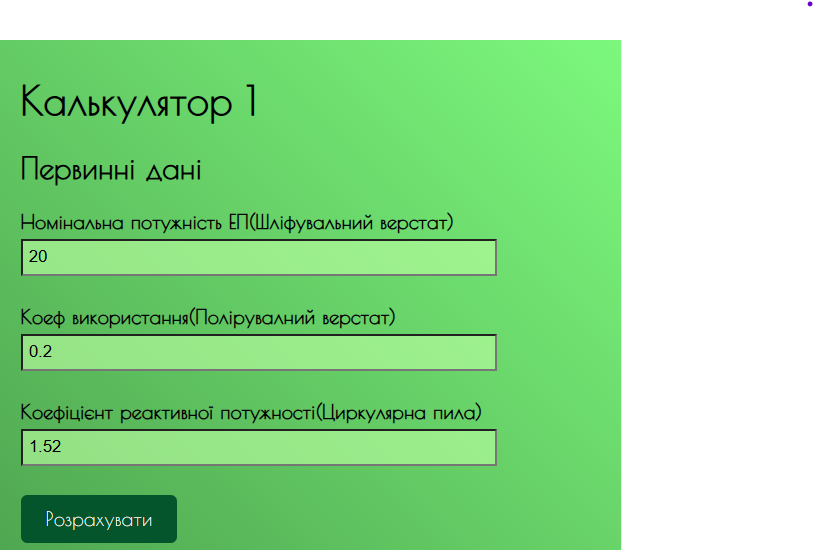 Калькулятор 1
Первинні дані
Номінальна потужність ЕП(Шліфувальний верстат)
20
Коеф використання(Полірувалний верстат)
0.2
Коефіцієнт реактивної потужності(Циркулярна пила)
1.52
Розрахувати